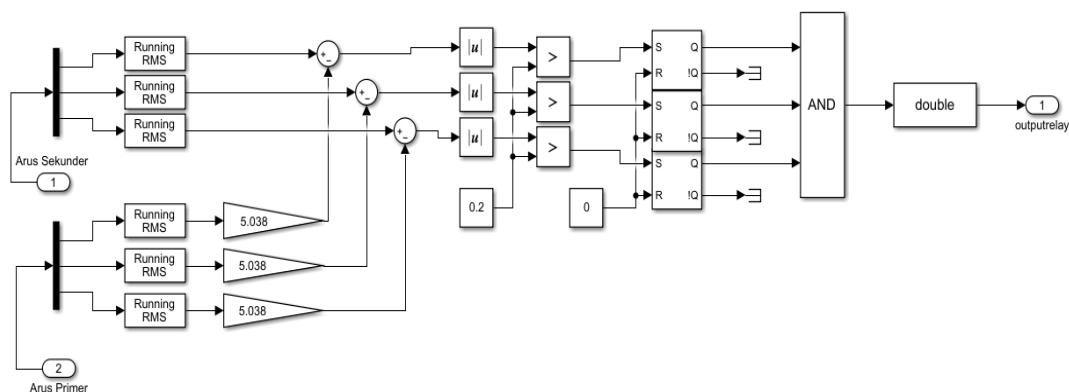 Running
RMS
Running
RMS
Running
RMS
Arus Sekunder
1
+
-
+
-
+
-
|u|
|u|
|u|
>
>
>
0.2
0
S
Q
R
!Q
S
Q
R
!Q
S
Q
R
!Q
AND
double
1
outputrelay
Running
RMS
5.038
Running
RMS
5.038
Running
RMS
5.038
2
Arus Primer